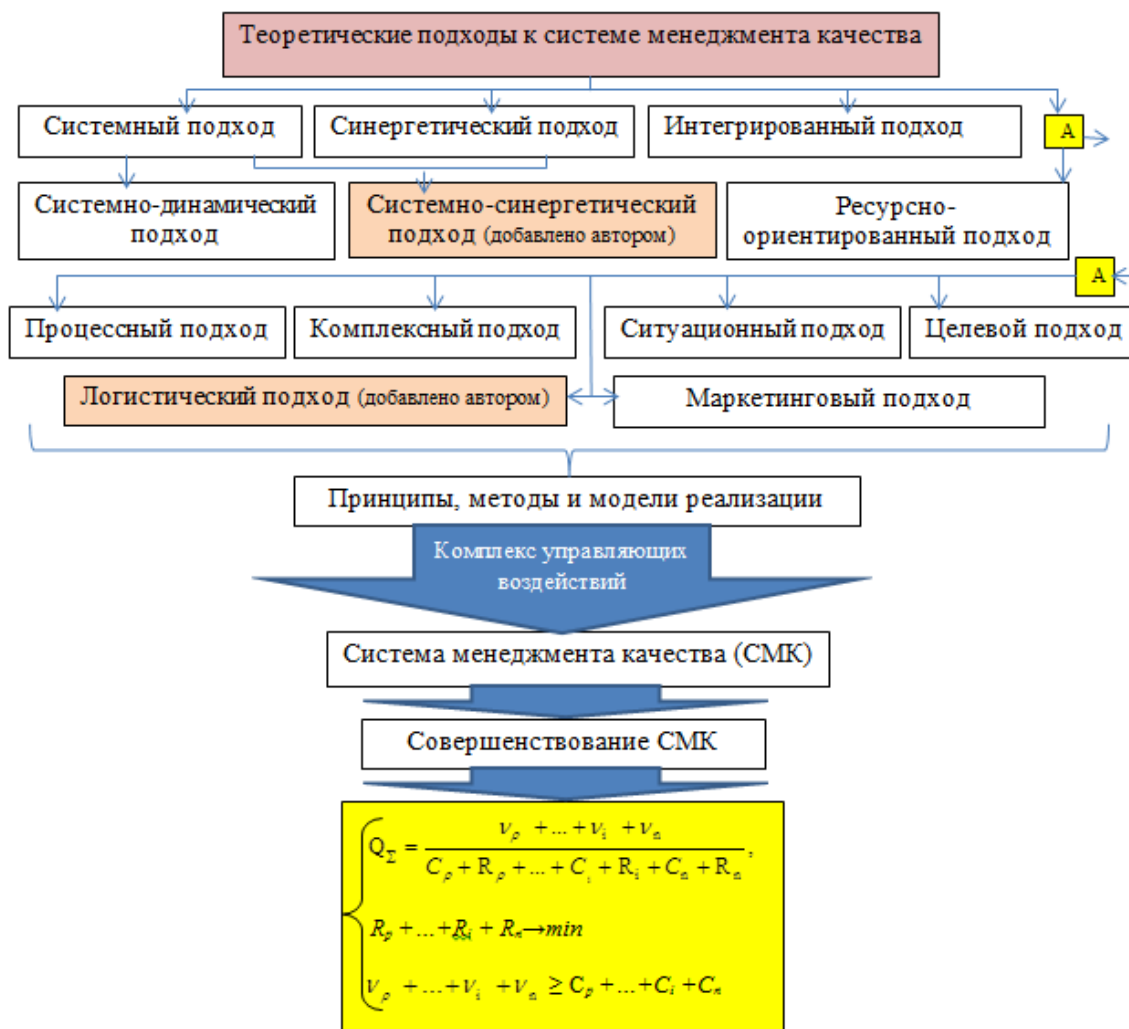 Теоретические подходы к системе менеджмента качества
Системный подход
Синергетический подход
Интегрированный подход
А
Системно-динамический
подход
Системно-синергетический
подход (добавлено автором)
Ресурсно-
ориентированный подход
А
Процессный подход
Комплексный подход
Ситуационный подход
Целевой подход
Логистический подход (добавлено автором)
Маркетинговый подход
Принципы, методы и модели реализации
Комплекс управляющих
воздействий
Система менеджмента качества (СМК)
Совершенствование СМК
Q_Σ = (ν_ρ + ... + ν_i + ν_n) / (C_ρ + R_ρ + ... + C_i + R_i + C_n + R_n),
R_p + ... + R_i + R_n → min
ν_ρ + ... + ν_i + ν_n ≥ C_p + ... + C_i + C_n